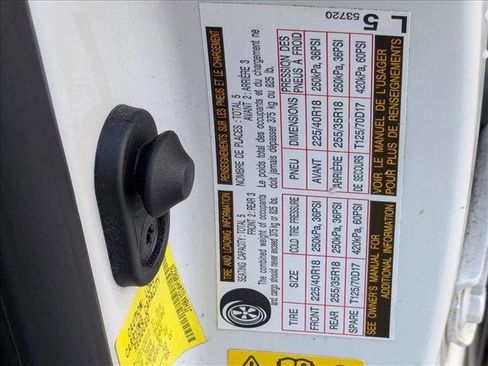 TIRE AND LOADING INFORMATION
RENSEIGNEMENTS SUR LES PNEUS ET LE CHARGEMENT
SEATING CAPACITY: TOTAL 5
FRONT 2: REAR 3
The combined weight of occupants
and cargo should never exceed 375 kg or 825 lbs.
NOMBRE DE PLACES : TOTAL 5
AVANT 2 : ARRIÈRE 3
Le poids total des occupants et du chargement ne
doit jamais dépasser 375 kg ou 825 lb.
TIRE SIZE COLD TIRE PRESSURE
FRONT 225/40R18 250kPa, 36PSI
REAR 255/35R18 250kPa, 36PSI
SPARE T125/70D17 420kPa, 60PSI
SEE OWNER'S MANUAL FOR
ADDITIONAL INFORMATION
PNEU DIMENSIONS PRESSION DES
PNEUS À FROID
AVANT 225/40R18 250kPa, 36PSI
ARRIÈRE 255/35R18 250kPa, 36PSI
DE SECOURS T125/70D17 420kPa, 60PSI
VOIR LE MANUEL DE L'USAGER
POUR PLUS DE RENSEIGNEMENTS
L5
53720